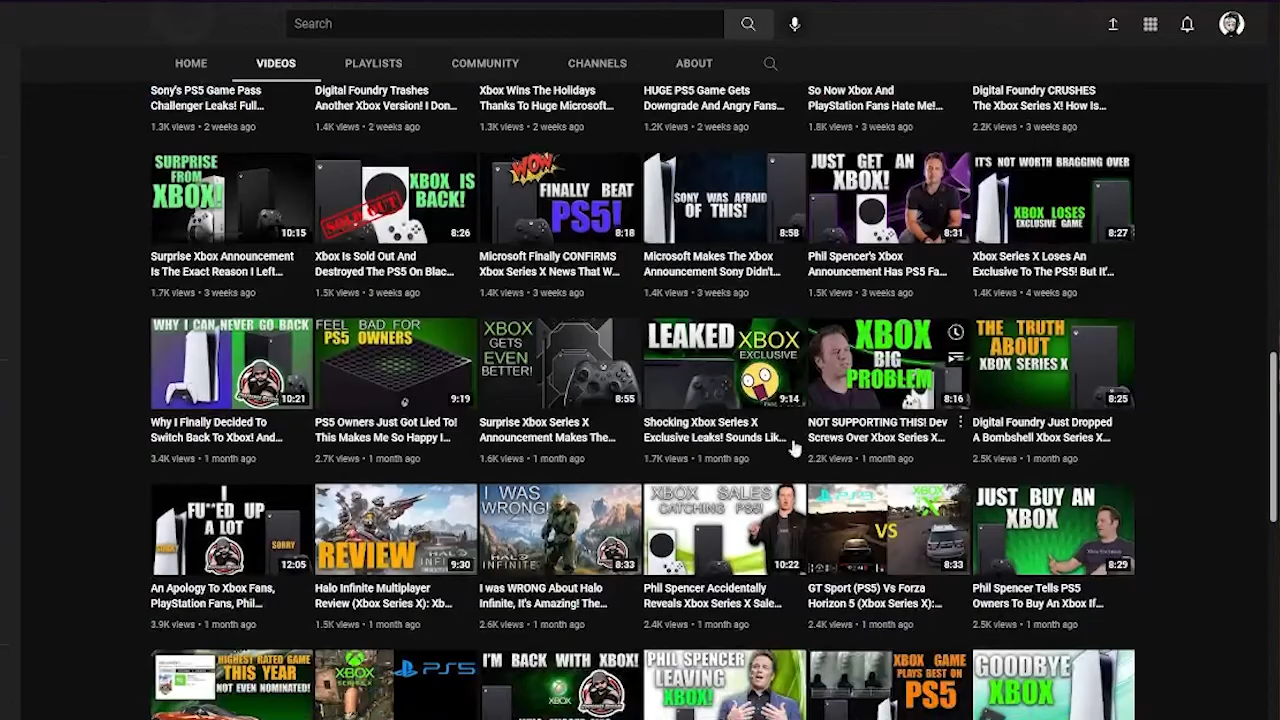 Search
HOME
VIDEOS
PLAYLISTS
COMMUNITY
CHANNELS
ABOUT
Sony's PS5 Game Pass
Challenger Leaks! Full...
1.3K views • 2 weeks ago
Digital Foundry Trashes
Another Xbox Version! I Don...
1.4K views • 2 weeks ago
Xbox Wins The Holidays
Thanks To Huge Microsoft...
1.3K views • 2 weeks ago
HUGE PS5 Game Gets
Downgrade And Angry Fans...
1.2K views • 2 weeks ago
So Now Xbox And
PlayStation Fans Hate Me!...
1.8K views • 3 weeks ago
Digital Foundry CRUSHES
The Xbox Series X! How Is...
2.2K views • 3 weeks ago
SURPRISE
FROM
XBOX!
10:15
Surprise Xbox Announcement
Is The Exact Reason I Left...
1.7K views • 3 weeks ago
XBOX IS
BACK!
SOLD OUT
8:26
Xbox Is Sold Out And
Destroyed The PS5 On Blac...
1.5K views • 3 weeks ago
WOW
FINALLY BEAT
PS5!
8:18
Microsoft Finally CONFIRMS
Xbox Series X News That W...
1.4K views • 3 weeks ago
SONY WAS AFRAID
OF THIS!
8:58
Microsoft Makes The Xbox
Announcement Sony Didn't...
1.4K views • 3 weeks ago
JUST GET AN
XBOX!
8:31
Phil Spencer's Xbox
Announcement Has PS5 Fa...
1.5K views • 3 weeks ago
IT'S NOT WORTH BRAGGING OVER
XBOX LOSES
EXCLUSIVE GAME
8:27
Xbox Series X Loses An
Exclusive To The PS5! But It'...
1.4K views • 4 weeks ago
WHY I CAN NEVER GO BACK
10:21
Why I Finally Decided To
Switch Back To Xbox! And...
3.4K views • 1 month ago
FEEL BAD FOR
PS5 OWNERS
9:19
PS5 Owners Just Got Lied To!
This Makes Me So Happy I...
2.7K views • 1 month ago
XBOX
GETS
EVEN
BETTER!
8:55
Surprise Xbox Series X
Announcement Makes The...
1.6K views • 1 month ago
LEAKED
XBOX
EXCLUSIVE
9:14
Shocking Xbox Series X
Exclusive Leaks! Sounds Lik...
1.7K views • 1 month ago
XBOX
BIG
PROBLEM
8:16
NOT SUPPORTING THIS! Dev
Screws Over Xbox Series X...
2.2K views • 1 month ago
THE TRUTH
ABOUT
XBOX SERIES X
8:25
Digital Foundry Just Dropped
A Bombshell Xbox Series X...
2.5K views • 1 month ago
I
FU**ED UP
A LOT
SORRY
SORRY
12:05
An Apology To Xbox Fans,
PlayStation Fans, Phil...
3.9K views • 1 month ago
REVIEW
HALO
9:30
Halo Infinite Multiplayer
Review (Xbox Series X): Xb...
1.5K views • 1 month ago
I WAS
WRONG!
HALO
INFINITE
8:33
I was WRONG About Halo
Infinite, It's Amazing! The...
2.6K views • 1 month ago
XBOX SALES
CATCHING PS5!
10:22
Phil Spencer Accidentally
Reveals Xbox Series X Sale...
2.4K views • 1 month ago
PS5
XBOX
VS
8:33
GT Sport (PS5) Vs Forza
Horizon 5 (Xbox Series X):...
2.4K views • 1 month ago
JUST BUY AN
XBOX
8:29
Phil Spencer Tells PS5
Owners To Buy An Xbox If...
2.5K views • 1 month ago
HIGHEST RATED GAME
THIS YEAR
NOT EVEN NOMINATED!
XBOX
SERIES X
PS5
I'M BACK WITH XBOX!
XBOX
PHIL SPENCER
LEAVING
XBOX!
XBOX GAME
PLAYS BEST ON
PS5
GOODBYE
XBOX